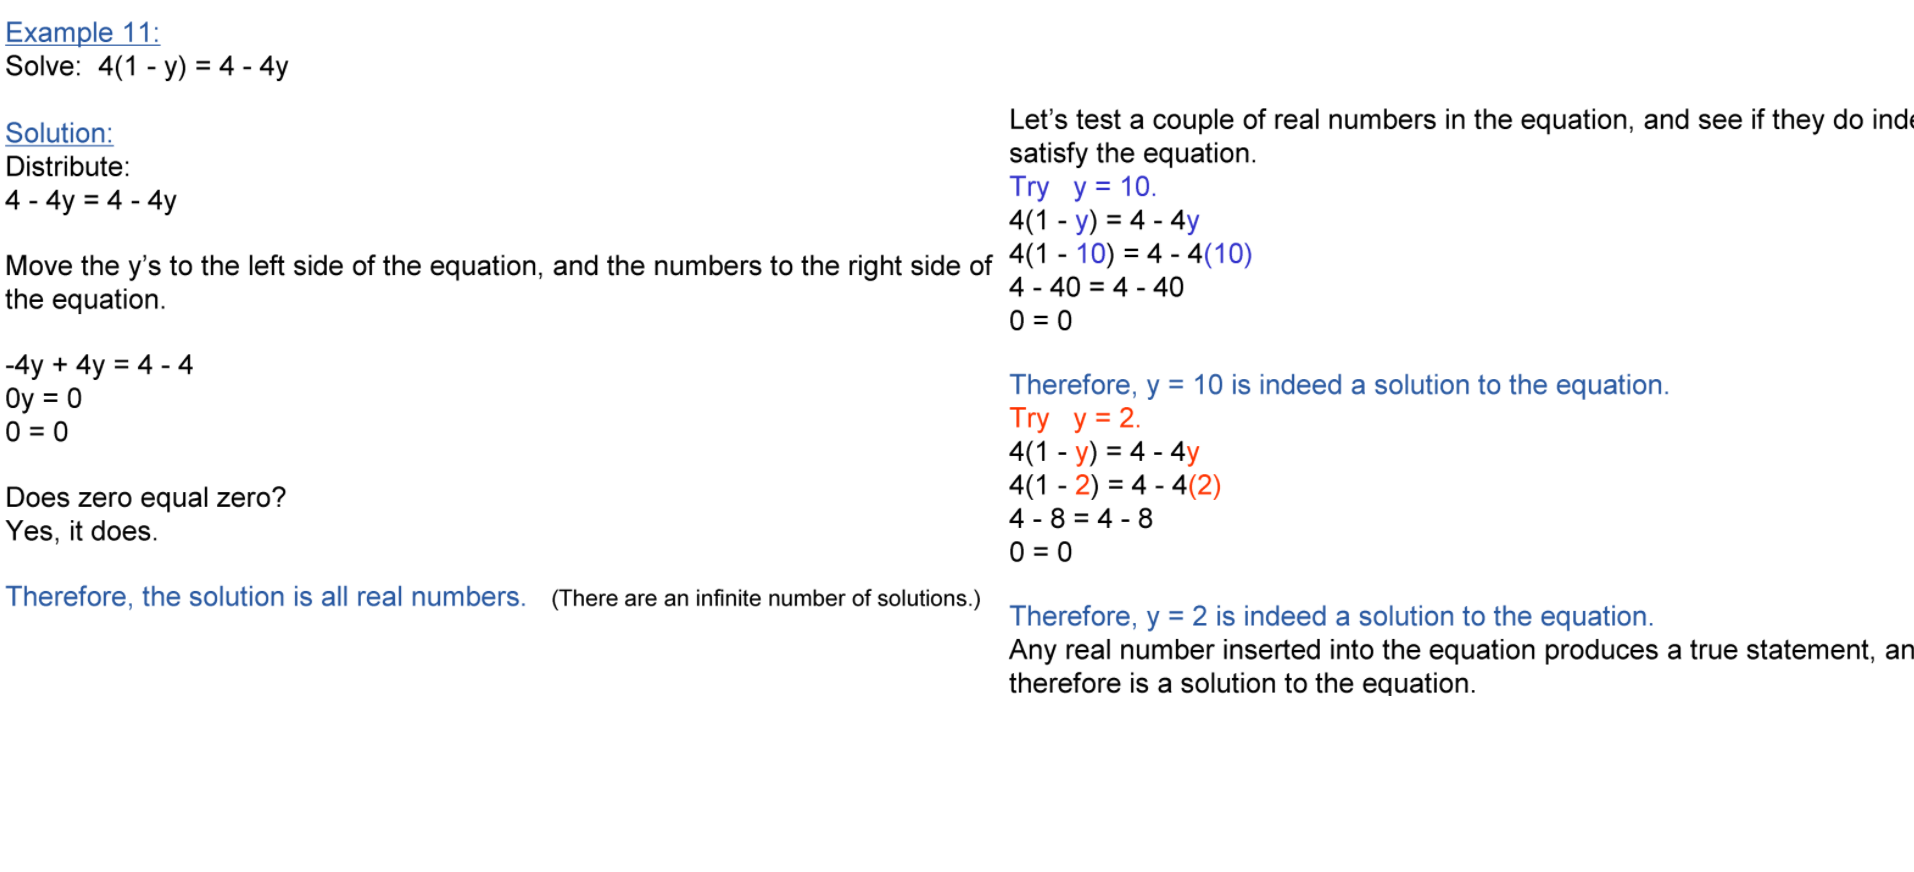 Example 11:
Solve:  4(1 - y) = 4 - 4y
Solution:
Distribute:
4 - 4y = 4 - 4y
Move the y’s to the left side of the equation, and the numbers to the right side of
the equation.
-4y + 4y = 4 - 4
0y = 0
0 = 0
Does zero equal zero?
Yes, it does.
Therefore, the solution is all real numbers.   (There are an infinite number of solutions.)
Let’s test a couple of real numbers in the equation, and see if they do
satisfy the equation.
Try   y = 10.
4(1 - y) = 4 - 4y
4(1 - 10) = 4 - 4(10)
4 - 40 = 4 - 40
0 = 0
Therefore, y = 10 is indeed a solution to the equation.
Try   y = 2.
4(1 - y) = 4 - 4y
4(1 - 2) = 4 - 4(2)
4 - 8 = 4 - 8
0 = 0
Therefore, y = 2 is indeed a solution to the equation.
Any real number inserted into the equation produces a true statement,
therefore is a solution to the equation.